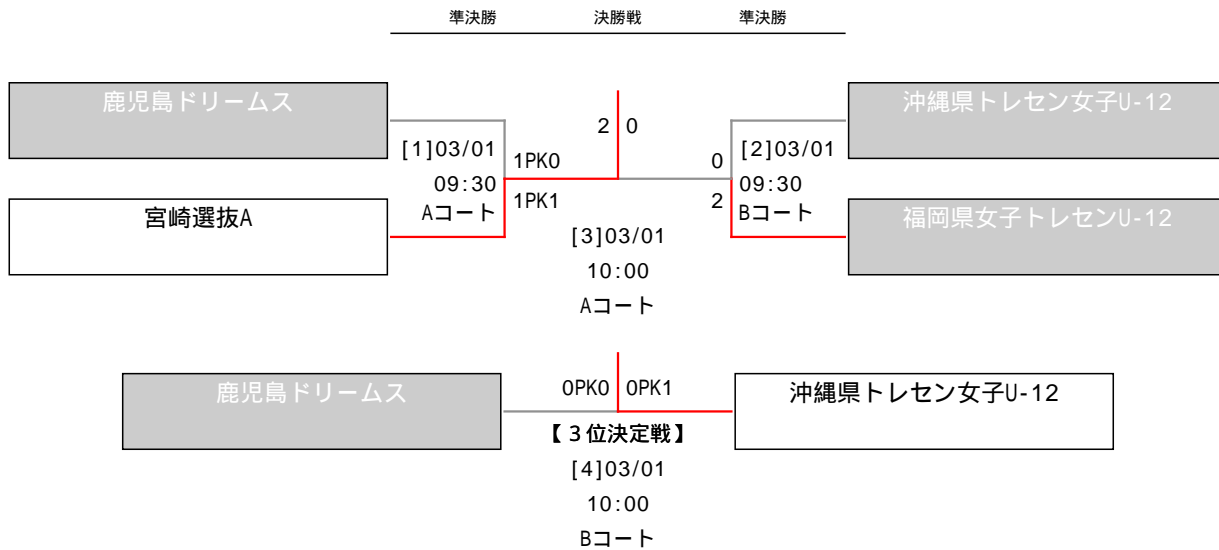 準決勝 決勝戦 準決勝
鹿児島ドリームス
沖縄県トレセン女子U-12
2 0
[1]03/01
1PK0
0
[2]03/01
09:30
1PK1
2
09:30
Aコート
Bコート
宮崎選抜A
福岡県女子トレセンU-12
[3]03/01
10:00
Aコート
鹿児島ドリームス
0PK0 0PK1
沖縄県トレセン女子U-12
【３位決定戦】
[4]03/01
10:00
Bコート